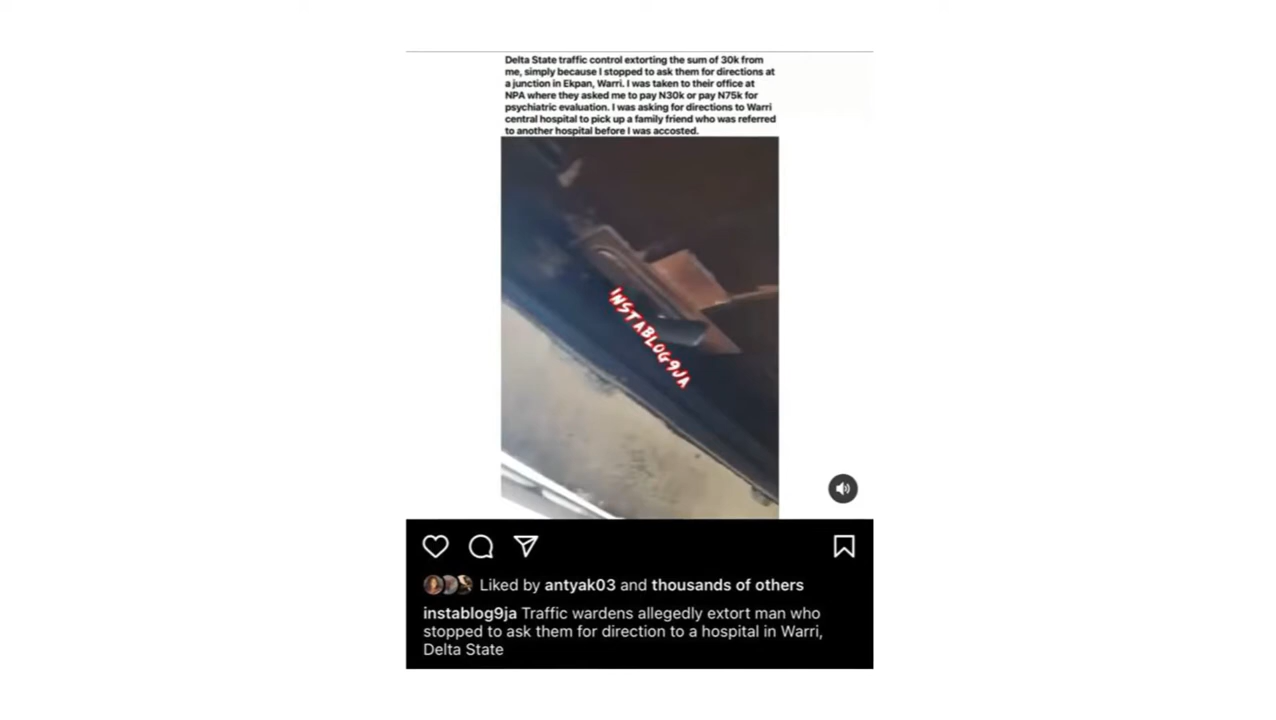 Delta State traffic control extorting the sum of 30k from
me, simply because I stopped to ask them for directions at
a junction in Ekpan, Warri. I was taken to their office at
NPA where they asked me to pay N30k or pay N75k for
psychiatric evaluation. I was asking for directions to Warri
central hospital to pick up a family friend who was referred
to another hospital before I was accosted.
INSTABLOG9JA
Liked by antyak03 and thousands of others
instablog9ja Traffic wardens allegedly extort man who
stopped to ask them for direction to a hospital in Warri,
Delta State